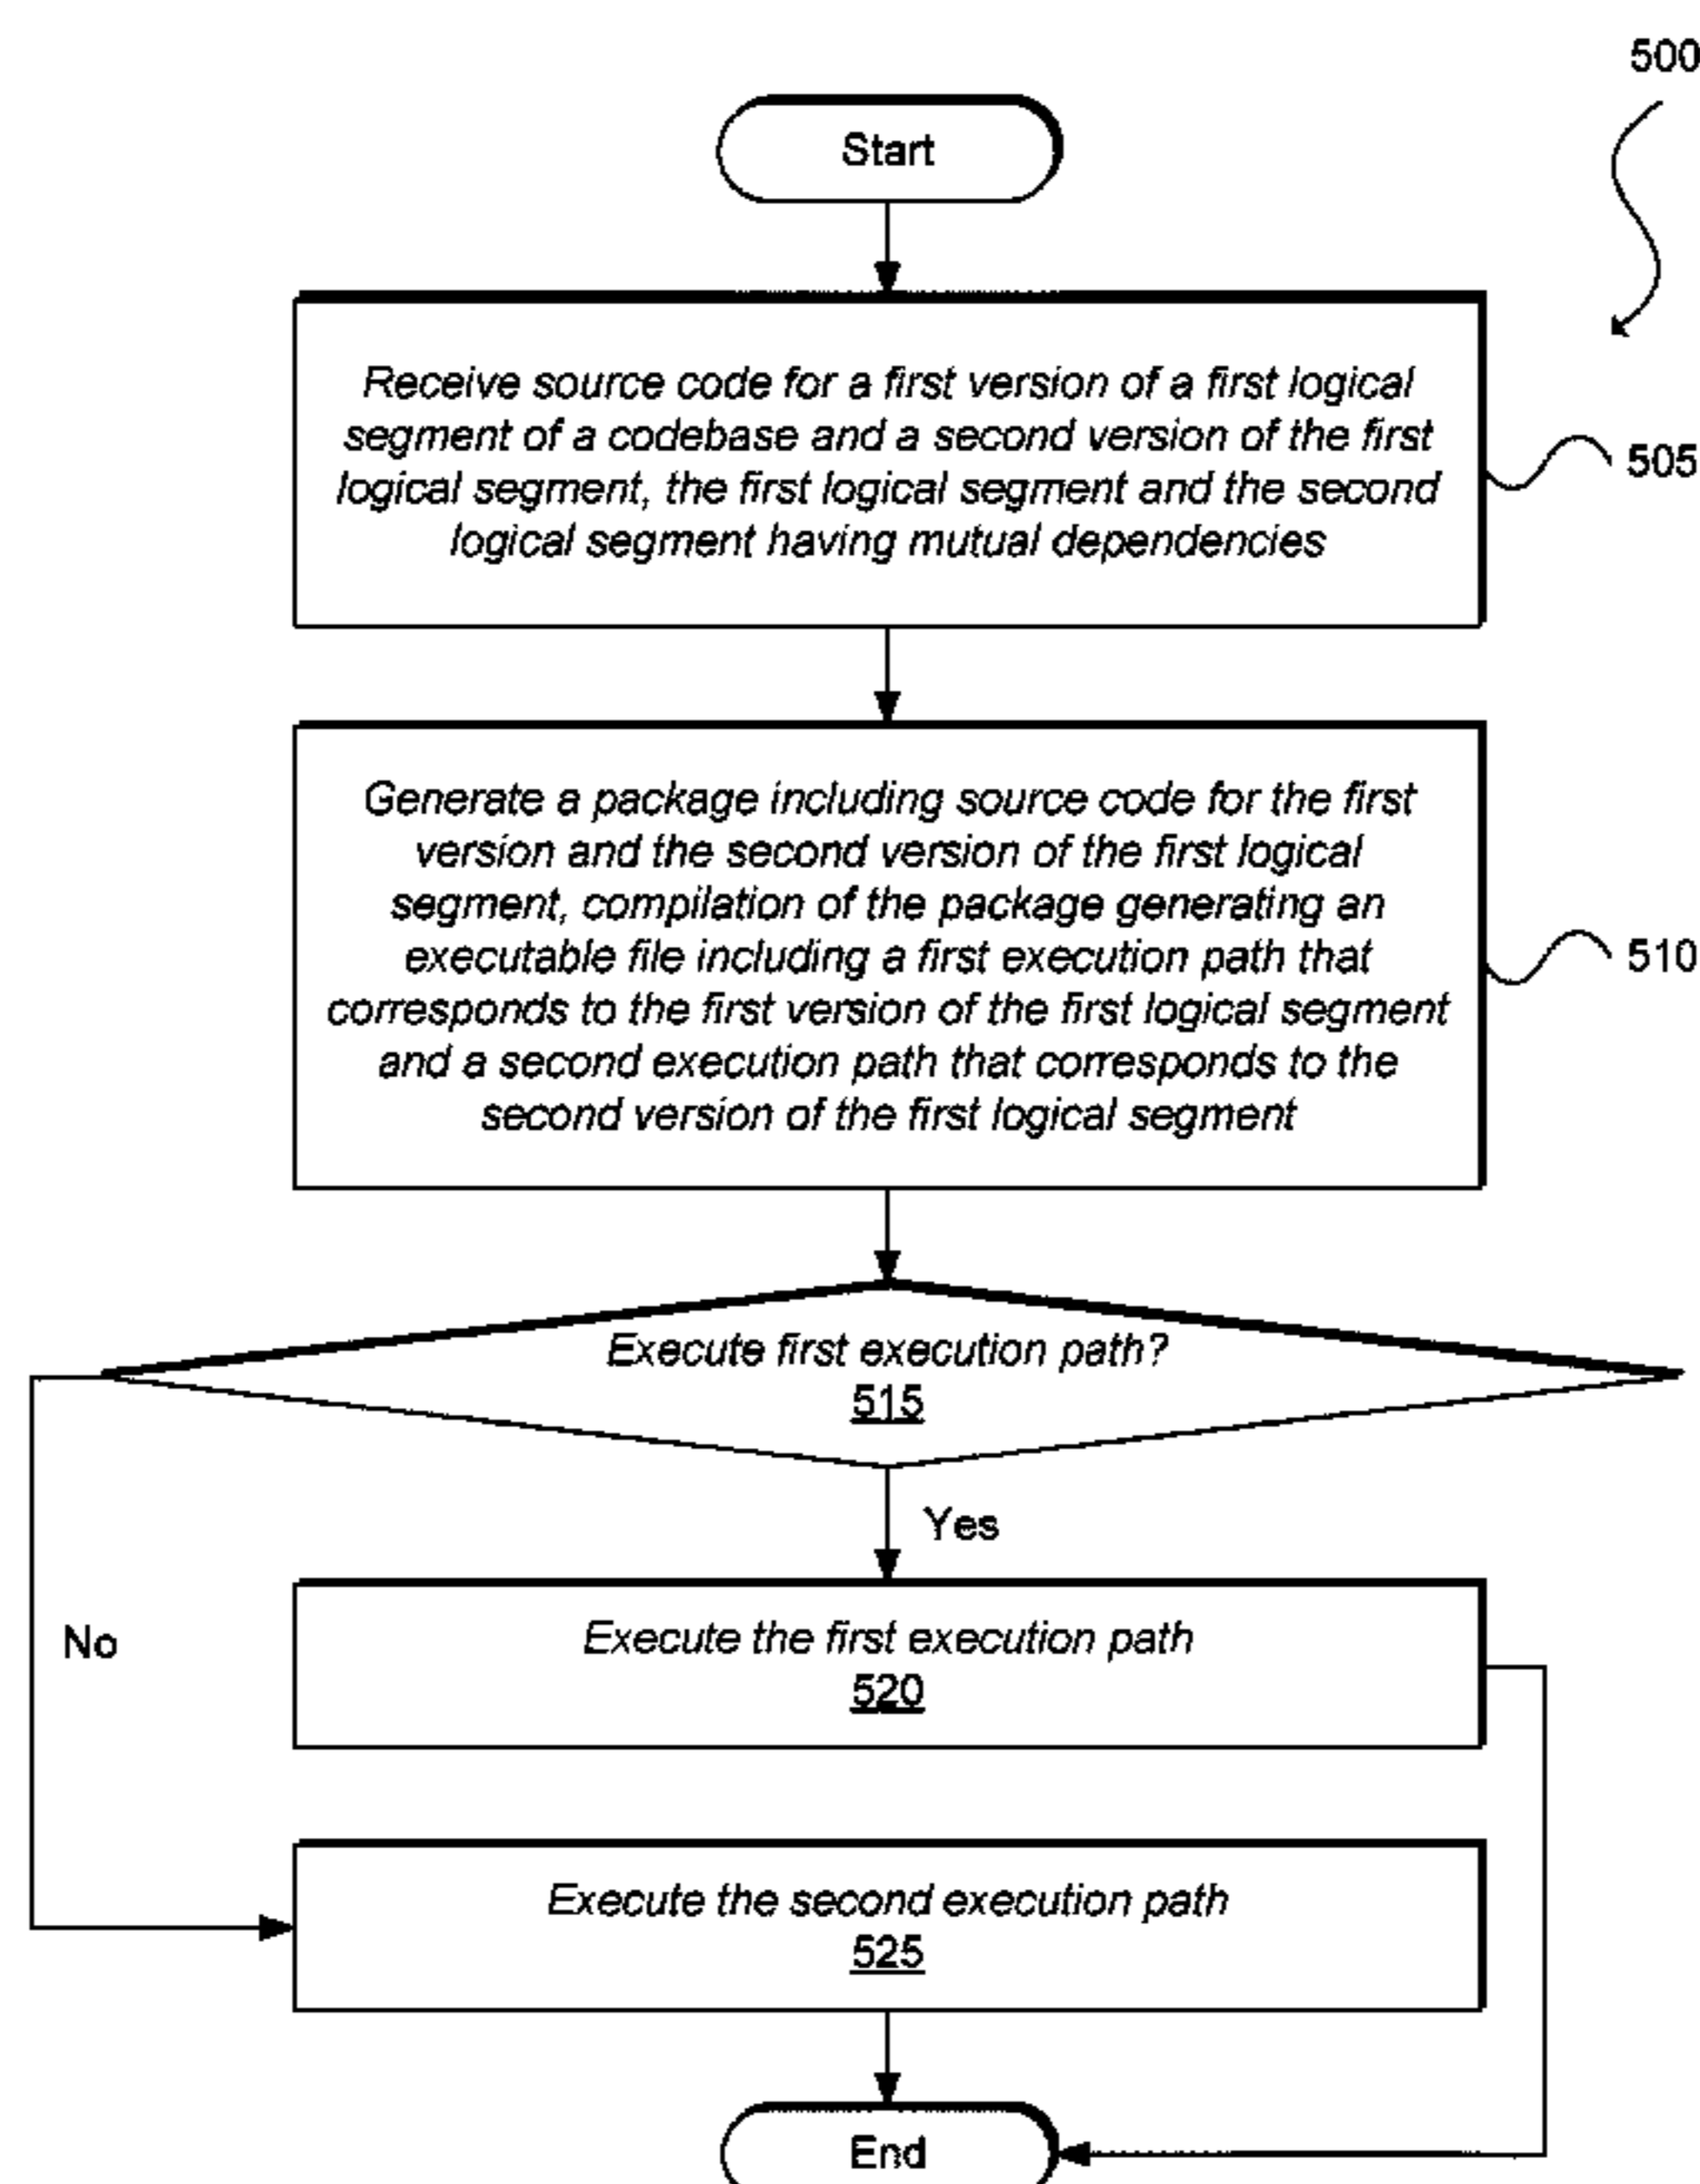 500
Start
Receive source code for a first version of a first logical
segment of a codebase and a second version of the first
logical segment, the first logical segment and the second
logical segment having mutual dependencies
505
Generate a package including source code for the first
version and the second version of the first logical
segment, compilation of the package generating an
executable file including a first execution path that
corresponds to the first version of the first logical segment
and a second execution path that corresponds to the
second version of the first logical segment
510
Execute first execution path?
515
Yes
No
Execute the first execution path
520
Execute the second execution path
525
End